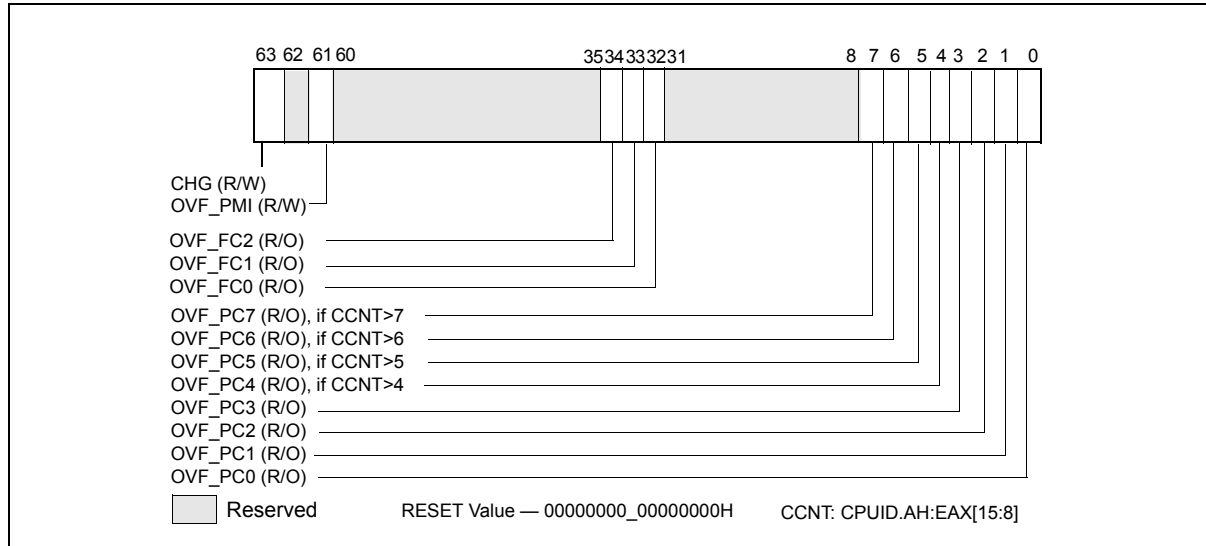 63 62 61 60 35 34 33 32 31 8 7 6 5 4 3 2 1 0
CHG (R/W)
OVF_PMI (R/W)
OVF_FC2 (R/O)
OVF_FC1 (R/O)
OVF_FC0 (R/O)
OVF_PC7 (R/O), if CCNT>7
OVF_PC6 (R/O), if CCNT>6
OVF_PC5 (R/O), if CCNT>5
OVF_PC4 (R/O), if CCNT>4
OVF_PC3 (R/O)
OVF_PC2 (R/O)
OVF_PC1 (R/O)
OVF_PC0 (R/O)
Reserved RESET Value — 00000000_00000000H CCNT: CPUID.AH:EAX[15:8]